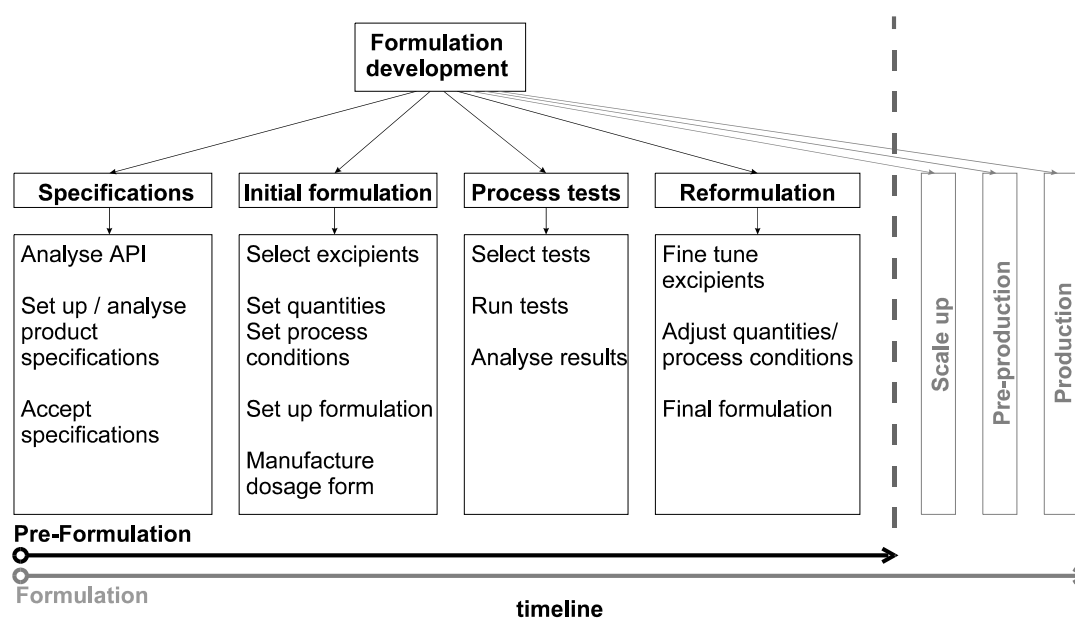 Formulation
development
Specifications
Initial formulation
Process tests
Reformulation
Analyse API
Set up / analyse
product
specifications
Accept
specifications
Select excipients
Set quantities
Set process
conditions
Set up formulation
Manufacture
dosage form
Select tests
Run tests
Analyse results
Fine tune
excipients
Adjust quantities/
process conditions
Final formulation
Scale up
Pre-production
Production
Pre-Formulation
Formulation
timeline